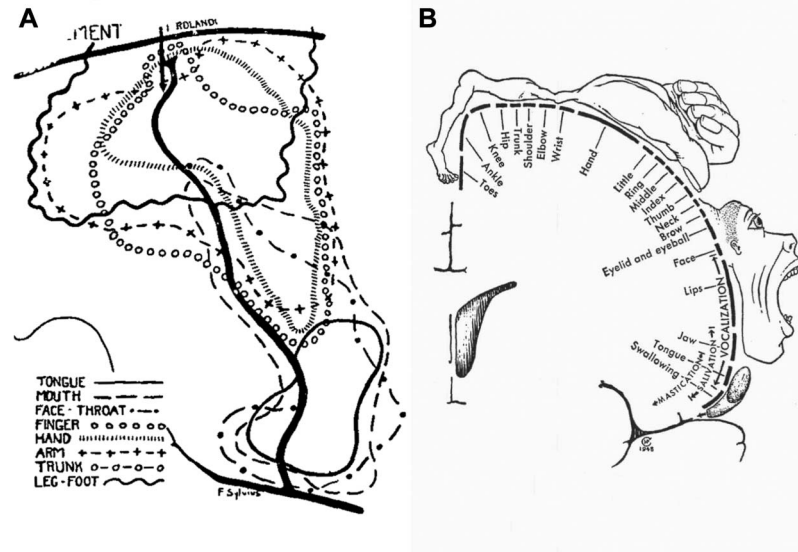 A
MENT
ROLANDI
TONGUE
MOUTH
FACE - THROAT
FINGER
HAND
ARM
TRUNK
LEG-FOOT
F Sylvius
B
Toes
Ankle
Knee
Hip
Trunk
Shoulder
Elbow
Wrist
Hand
Little
Ring
Middle
Index
Thumb
Neck
Brow
Eyelid and eyeball
Face
Lips
VOCALIZATION
Jaw
Tongue
Swallowing
SALIVATION
MASTICATION